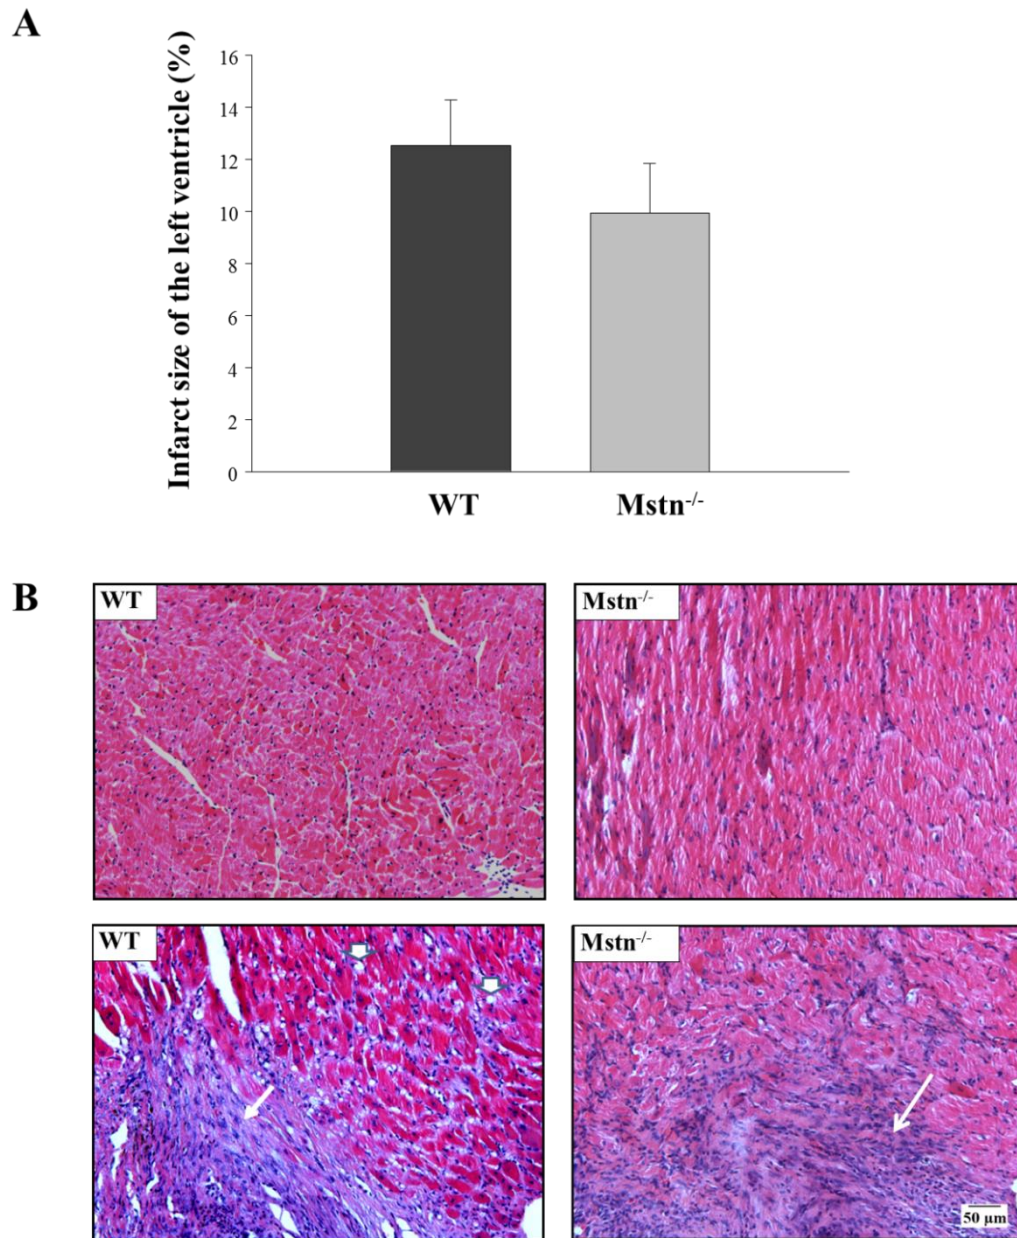 A
Infarct size of the left ventricle (%)
16
14
12
10
8
6
4
2
0
WT
Mstn-/-
B
WT
Mstn-/-
WT
Mstn-/-
50 µm